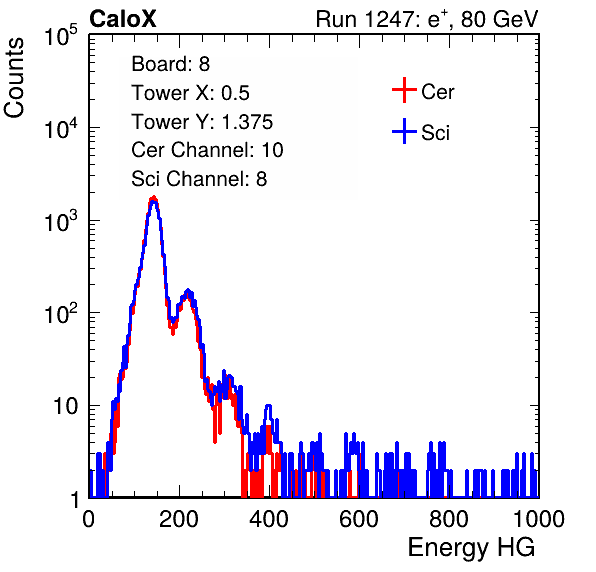 CaloX Run 1247: e⁺, 80 GeV
Counts
10⁵
10⁴
10³
10²
10
1
Board: 8
Tower X: 0.5
Tower Y: 1.375
Cer Channel: 10
Sci Channel: 8
Cer
Sci
0 200 400 600 800 1000
Energy HG